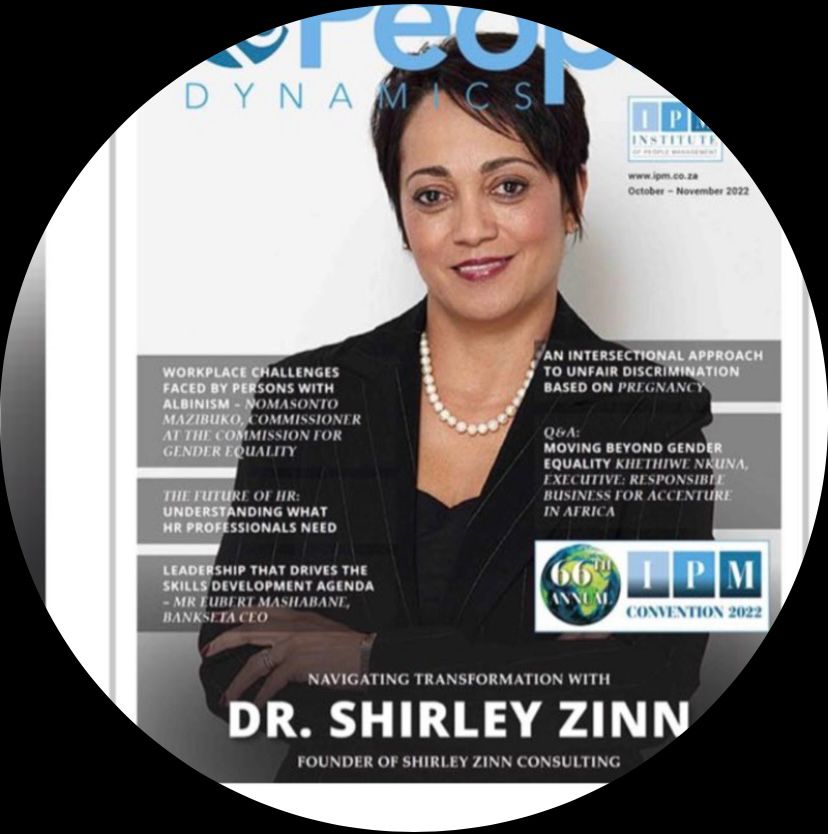 Peop
DYNAMICS
IPM
INSTITUTE
OF PEOPLE MANAGEMENT
www.ipm.co.za
October – November 2022
WORKPLACE CHALLENGES
FACED BY PERSONS WITH
ALBINISM – NOMASONTO
MAZIBUKO, COMMISSIONER
AT THE COMMISSION FOR
GENDER EQUALITY
THE FUTURE OF HR:
UNDERSTANDING WHAT
HR PROFESSIONALS NEED
LEADERSHIP THAT DRIVES THE
SKILLS DEVELOPMENT AGENDA
– MR EUBERT MASHABANE,
BANKSETA CEO
AN INTERSECTIONAL APPROACH
TO UNFAIR DISCRIMINATION
BASED ON PREGNANCY
Q&A:
MOVING BEYOND GENDER
EQUALITY KHETHIWE NKUNA,
EXECUTIVE: RESPONSIBLE
BUSINESS FOR ACCENTURE
IN AFRICA
66TH
ANNUAL
IPM
CONVENTION 2022
NAVIGATING TRANSFORMATION WITH
DR. SHIRLEY ZINN
FOUNDER OF SHIRLEY ZINN CONSULTING